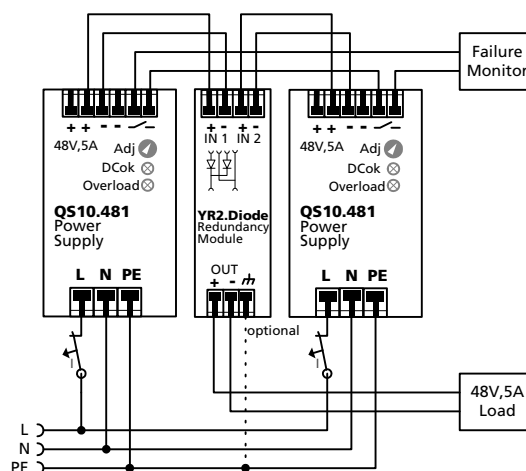 Failure
Monitor
+ + - -
48V,5A
Adj
DCok
Overload
QS10.481
Power
Supply
L N PE
+ - + -
IN 1 IN 2
YR2.Diode
Redundancy
Module
OUT
+ -
optional
+ + - -
48V,5A
Adj
DCok
Overload
QS10.481
Power
Supply
L N PE
I
I
48V,5A
Load
L
N
PE